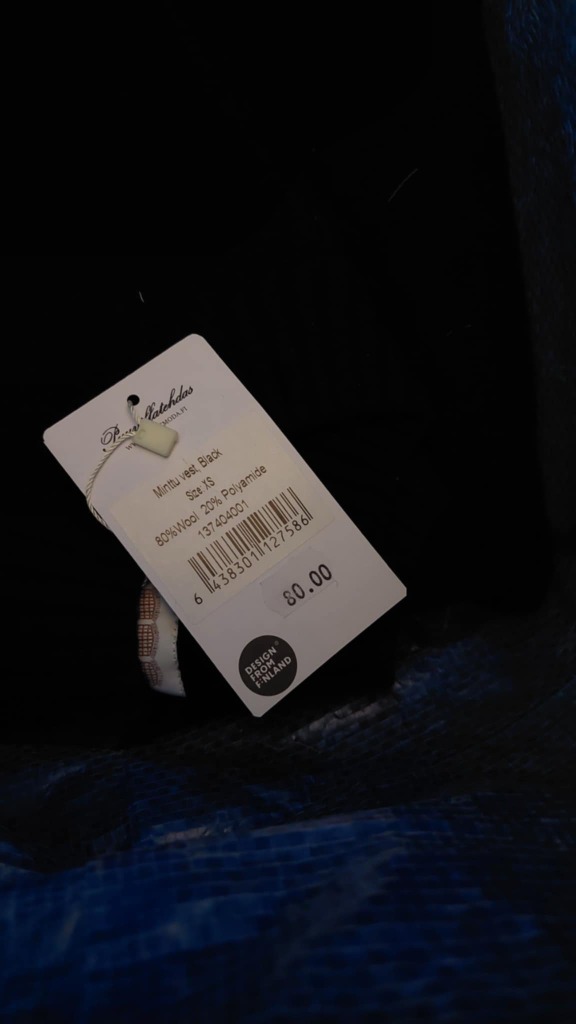 Minttu vest, Black
Size XS
80%Wool, 20% Polyamide
137404001
6 438301 127586
80.00
DESIGN
FROM
FINLAND